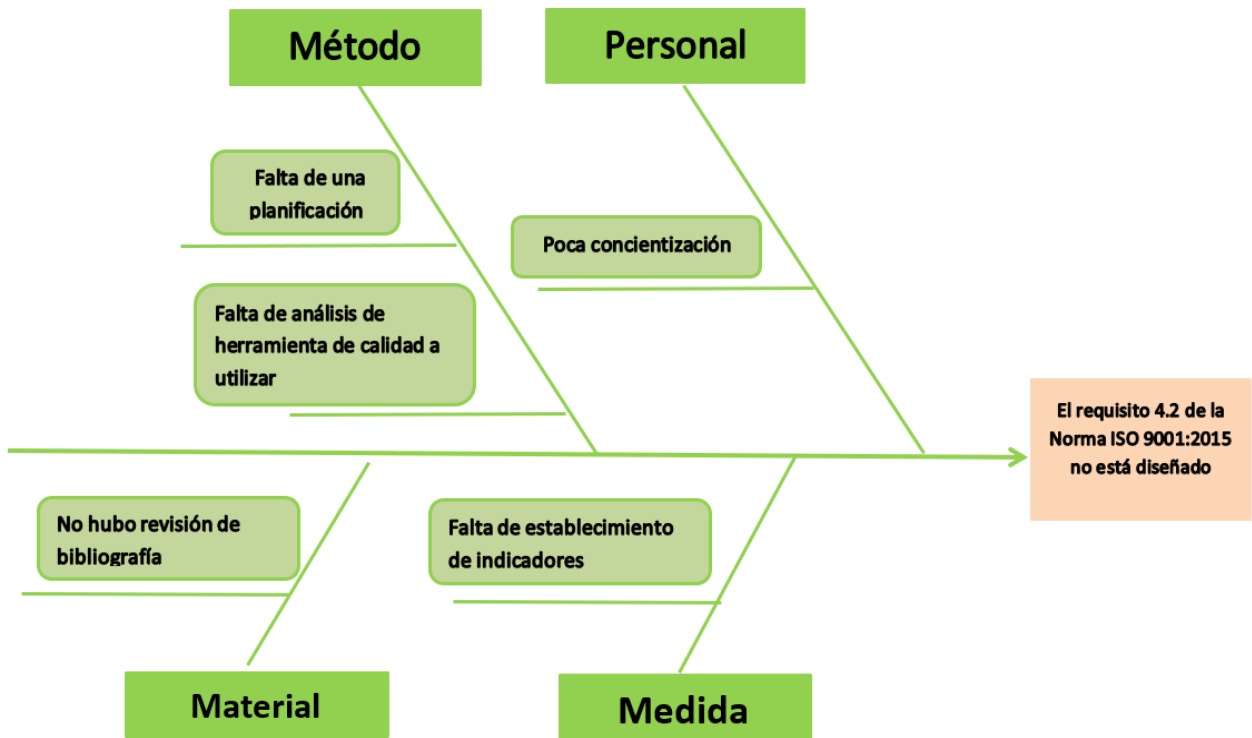 Método
Personal
Falta de una
planificación
Poca concientización
Falta de análisis de
herramienta de calidad a
utilizar
El requisito 4.2 de la
Norma ISO 9001:2015
no está diseñado
No hubo revisión de
bibliografía
Falta de establecimiento
de indicadores
Material
Medida